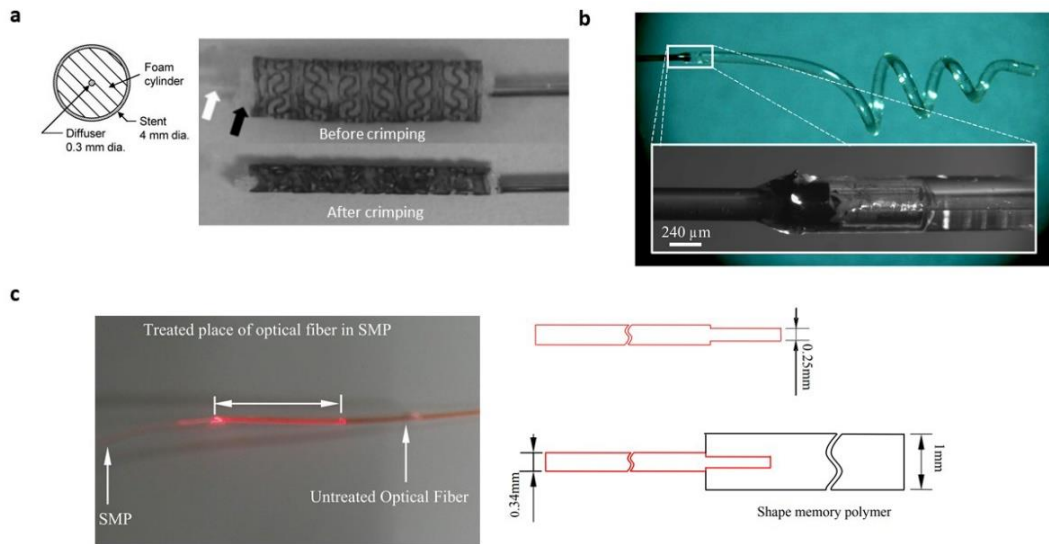 a
Foam
cylinder
Stent
4 mm dia.
Diffuser
0.3 mm dia.
Before crimping
After crimping
b
240 µm
c
Treated place of optical fiber in SMP
Untreated Optical Fiber
SMP
0.25mm
0.34mm
1mm
Shape memory polymer